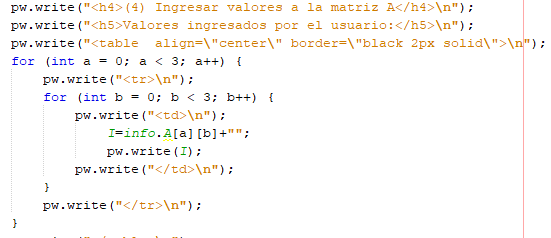 pw.write("<h4>(4) Ingresar valores a la matriz A</h4>\n");
pw.write("<h5>Valores ingresados por el usuario:</h5>\n");
pw.write("<table  align=\"center\" border=\"black 2px solid\">\n");
for (int a = 0; a < 3; a++) {
    pw.write("<tr>\n");
    for (int b = 0; b < 3; b++) {
        pw.write("<td>\n");
            I=info.A[a][b]+"";
            pw.write(I);
        pw.write("</td>\n");
    }
    pw.write("</tr>\n");
}